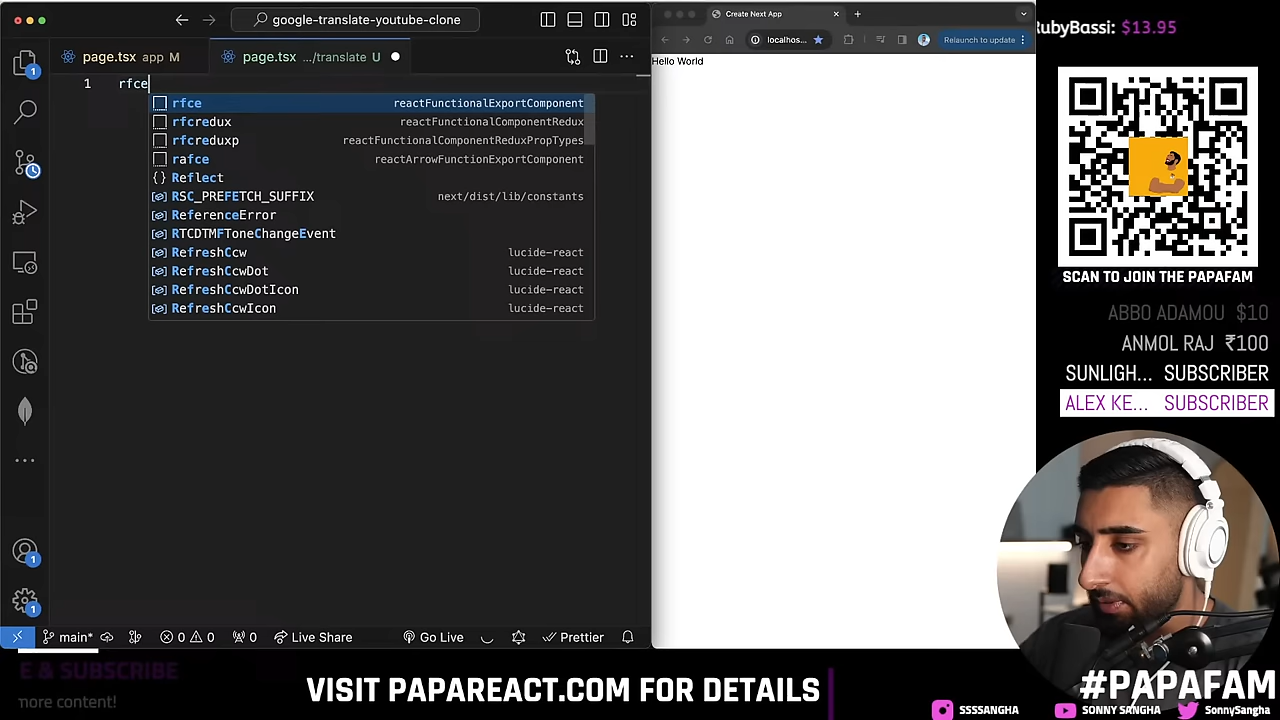 google-translate-youtube-clone
page.tsx app M
page.tsx .../translate U
1 rfce
rfce reactFunctionalExportComponent
rfcredux reactFunctionalComponentRedux
rfcreduxp reactFunctionalComponentReduxPropTypes
rafce reactArrowFunctionExportComponent
{} Reflect
RSC_PREFETCH_SUFFIX next/dist/lib/constants
ReferenceError
RTCDTMFToneChangeEvent
RefreshCcw lucide-react
RefreshCcwDot lucide-react
RefreshCcwDotIcon lucide-react
RefreshCcwIcon lucide-react
1
1
1
main* 0 0 0 Live Share Go Live Prettier
Create Next App
localhos... Relaunch to update
Hello World
RubyBassi: $13.95
SCAN TO JOIN THE PAPAFAM
ABBO ADAMOU $10
ANMOL RAJ ₹100
SUNLIGH... SUBSCRIBER
ALEX KE... SUBSCRIBER
E & SUBSCRIBE
more content!
VISIT PAPAREACT.COM FOR DETAILS
#PAPAFAM
SSSSANGHA SONNY SANGHA SonnySangha